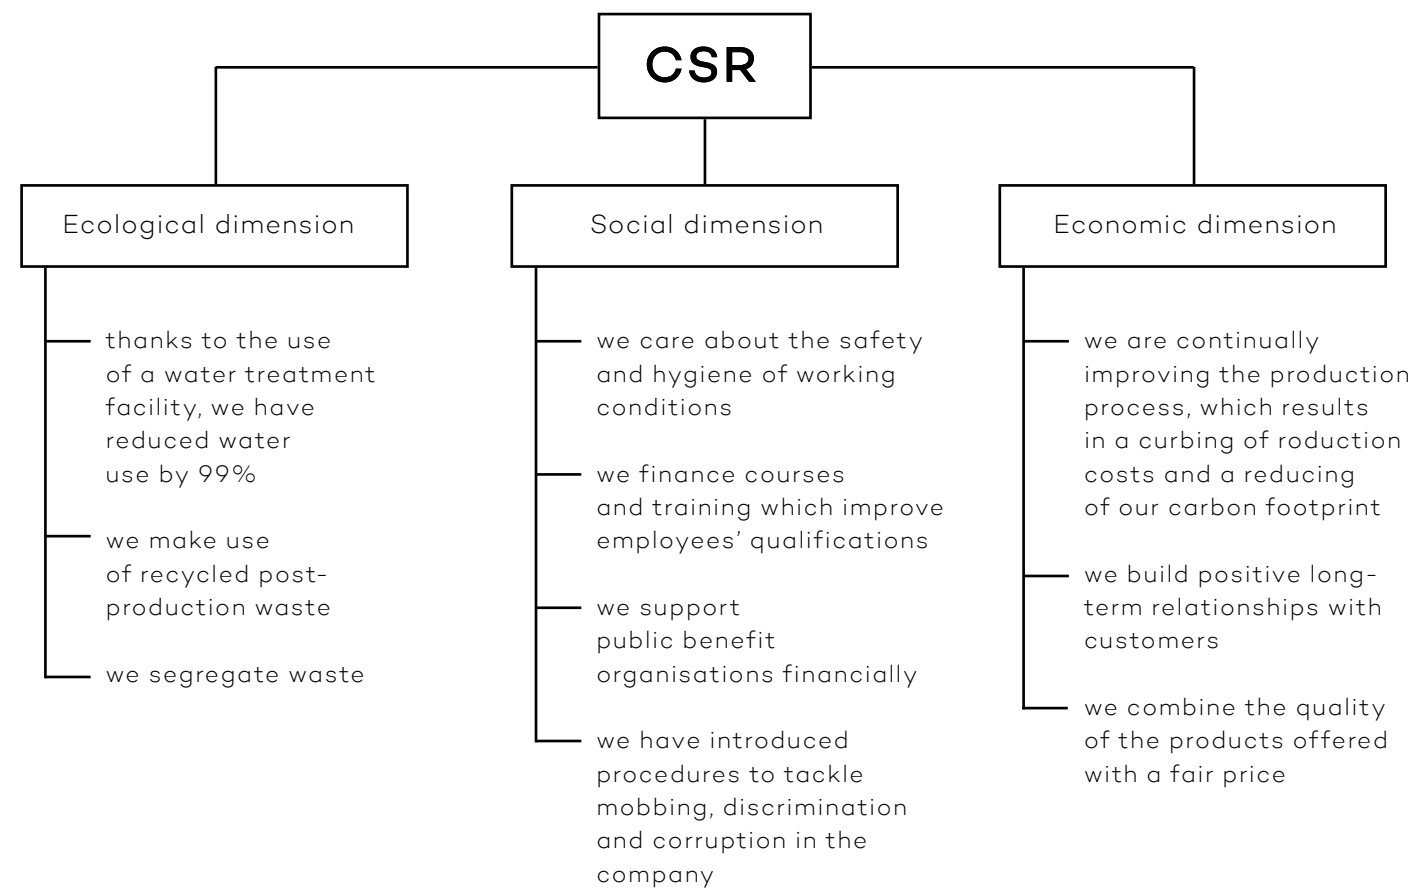 CSR
Ecological dimension
thanks to the use
of a water treatment
facility, we have
reduced water
use by 99%
we make use
of recycled post-
production waste
we segregate waste
Social dimension
we care about the safety
and hygiene of working
conditions
we finance courses
and training which improve
employees’ qualifications
we support
public benefit
organisations financially
we have introduced
procedures to tackle
mobbing, discrimination
and corruption in the
company
Economic dimension
we are continually
improving the production
process, which results
in a curbing of roduction
costs and a reducing
of our carbon footprint
we build positive long-
term relationships with
customers
we combine the quality
of the products offered
with a fair price